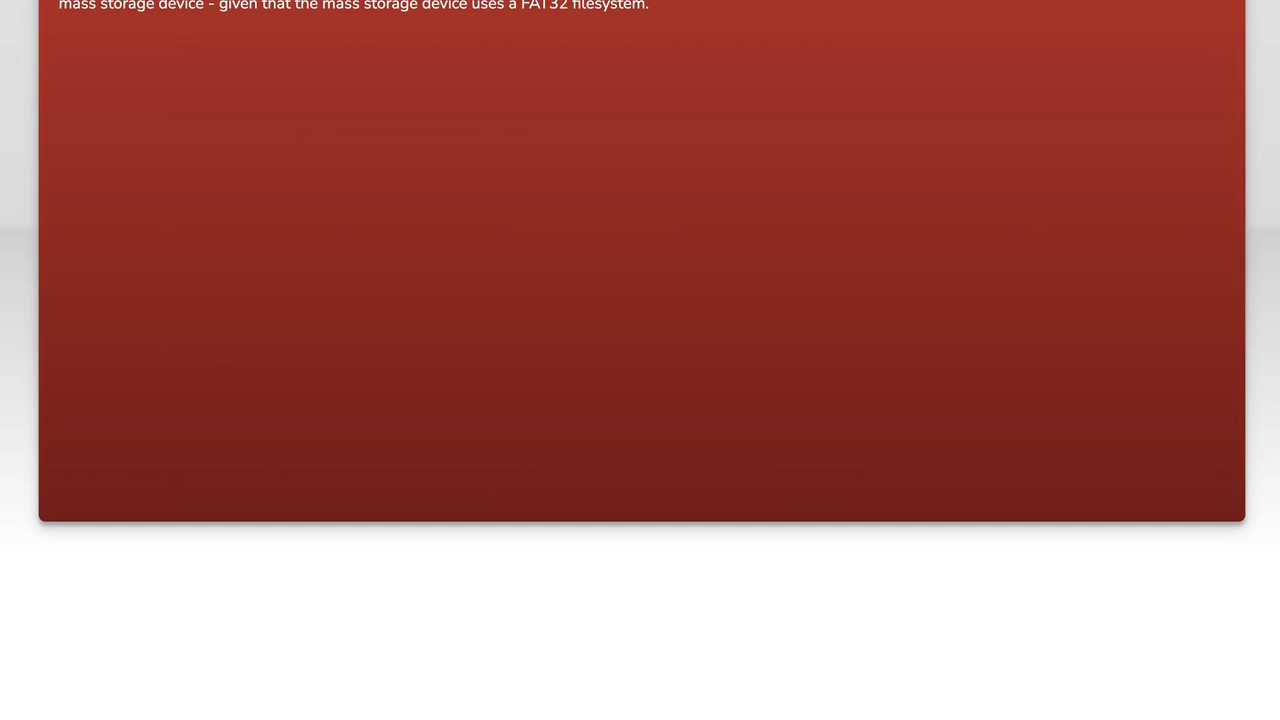 mass storage device - given that the mass storage device uses a FAT32 filesystem.